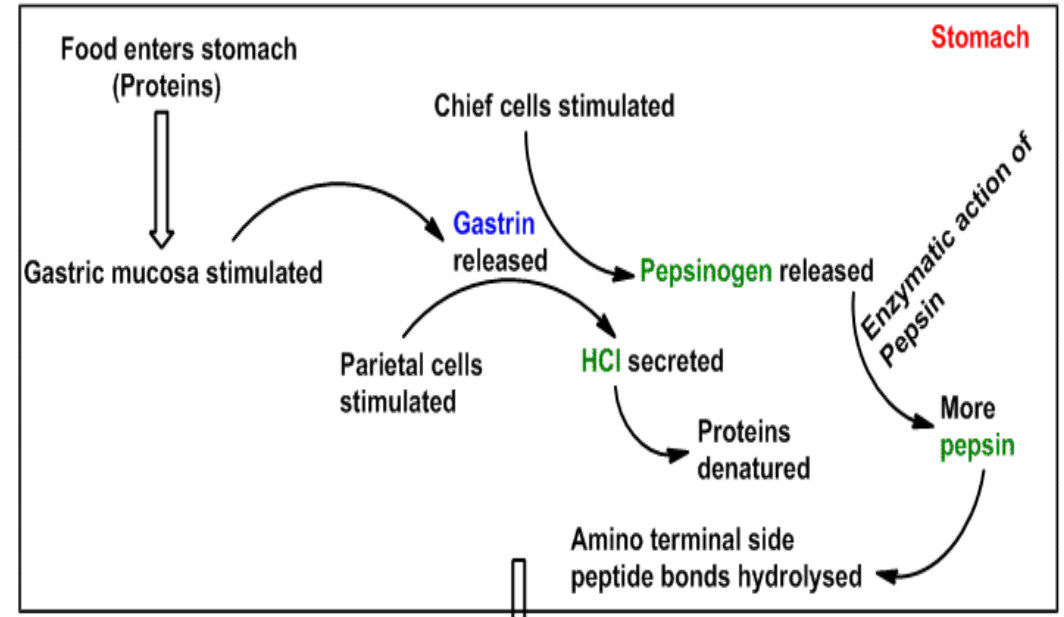 Stomach
Food enters stomach
(Proteins)
Chief cells stimulated
Gastrin
released
Gastric mucosa stimulated
Pepsinogen released
Enzymatic action of
Pepsin
Parietal cells
stimulated
HCl secreted
More
pepsin
Proteins
denatured
Amino terminal side
peptide bonds hydrolysed